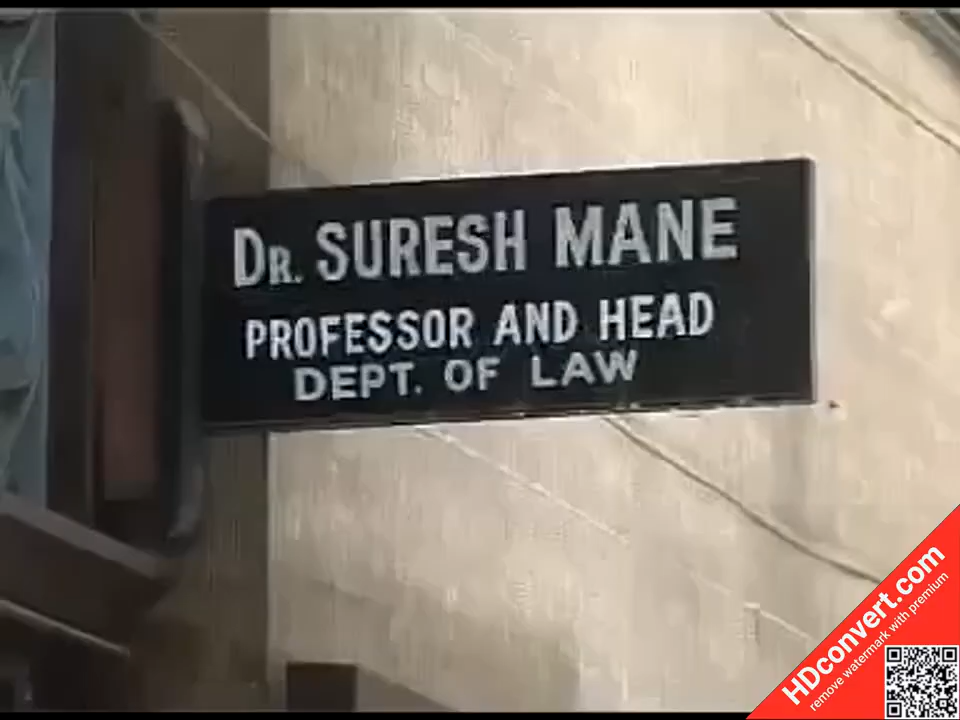 DR. SURESH MANE
PROFESSOR AND HEAD
DEPT. OF LAW
HDconvert.com
remove watermark with premium